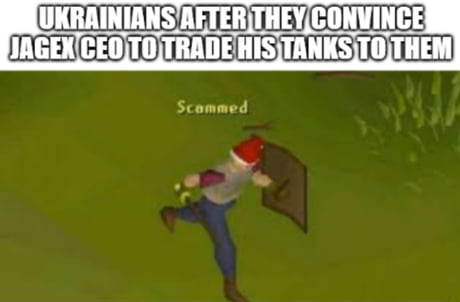 UKRAINIANS AFTER THEY CONVINCE
JAGEX CEO TO TRADE HIS TANKS TO THEM
Scammed